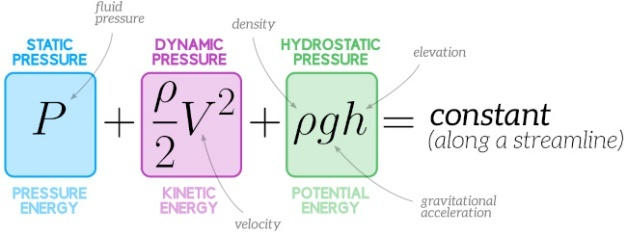 fluid
pressure
STATIC
PRESSURE
DYNAMIC
PRESSURE
density
HYDROSTATIC
PRESSURE
elevation
P + ρ/2 V² + ρgh = constant
(along a streamline)
PRESSURE
ENERGY
KINETIC
ENERGY
POTENTIAL
ENERGY
velocity
gravitational
acceleration